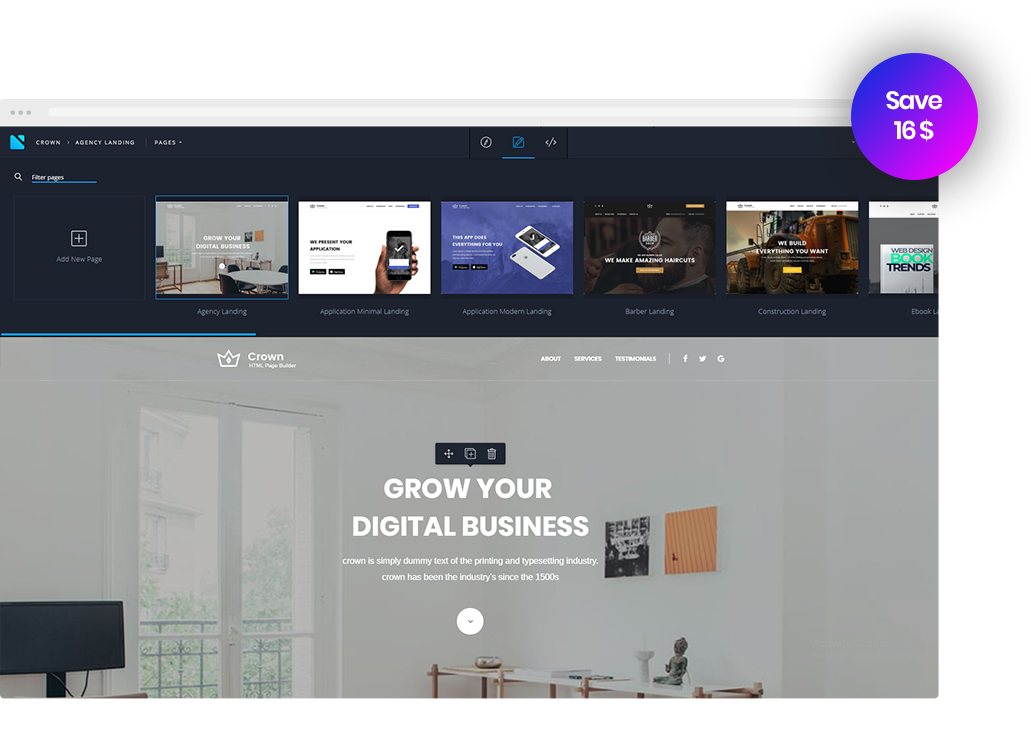 Save
16 $
CROWN > AGENCY LANDING PAGES
Filter pages
Add New Page
GROW YOUR
DIGITAL BUSINESS
Agency Landing
WE PRESENT YOUR
APPLICATION
Application Minimal Landing
THIS APP DOES
EVERYTHING FOR YOU
Application Modern Landing
BARBER
WE MAKE AMAZING HAIRCUTS
Barber Landing
WE BUILD
EVERYTHING YOU WANT
Construction Landing
WEB DESIGN
BOOK
TRENDS
Ebook La
Crown
HTML Page Builder
ABOUT SERVICES TESTIMONIALS
GROW YOUR
DIGITAL BUSINESS
crown is simply dummy text of the printing and typesetting industry.
crown has been the industry's since the 1500s